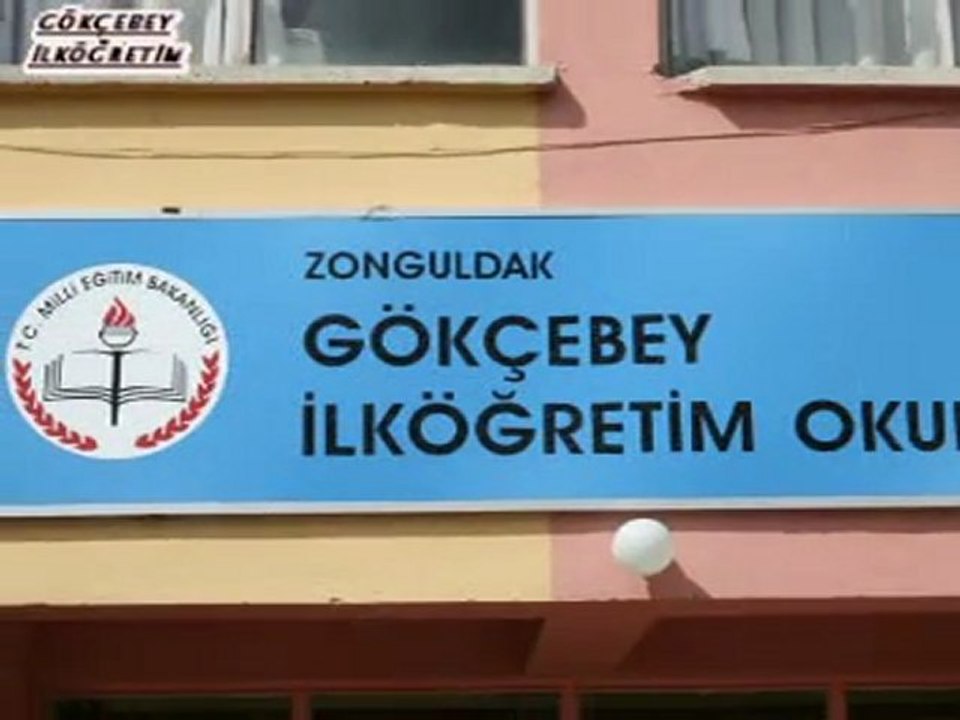 GÖKÇEBEY
İLKÖĞRETİM
T.C. MİLLİ EĞİTİM BAKANLIĞI
ZONGULDAK
GÖKÇEBEY
İLKÖĞRETİM OKU